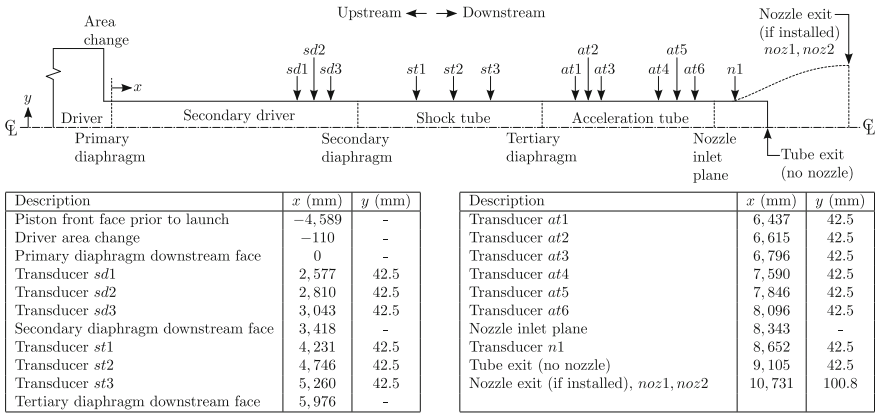 Upstream ←→ Downstream
Area
change
Nozzle exit
(if installed)
noz1, noz2
sd2
sd1 sd3
st1 st2 st3
at2
at1 at3
at5
at4 at6
n1
x
y
Driver
Secondary driver
Shock tube
Acceleration tube
℄
℄
Primary
diaphragm
Secondary
diaphragm
Tertiary
diaphragm
Nozzle
inlet
plane
Tube exit
(no nozzle)
Description x (mm) y (mm)
Piston front face prior to launch −4,589 -
Driver area change −110 -
Primary diaphragm downstream face 0 -
Transducer sd1 2,577 42.5
Transducer sd2 2,810 42.5
Transducer sd3 3,043 42.5
Secondary diaphragm downstream face 3,418 -
Transducer st1 4,231 42.5
Transducer st2 4,746 42.5
Transducer st3 5,260 42.5
Tertiary diaphragm downstream face 5,976 -
Description x (mm) y (mm)
Transducer at1 6,437 42.5
Transducer at2 6,615 42.5
Transducer at3 6,796 42.5
Transducer at4 7,590 42.5
Transducer at5 7,846 42.5
Transducer at6 8,096 42.5
Nozzle inlet plane 8,343 -
Transducer n1 8,652 42.5
Tube exit (no nozzle) 9,105 42.5
Nozzle exit (if installed), noz1, noz2 10,731 100.8